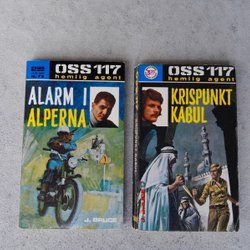 OSS 117
hemlig agent
ALARM I
ALPERNA
J. BRUCE
OSS 117
hemlig agent
KRISPUNKT
KABUL